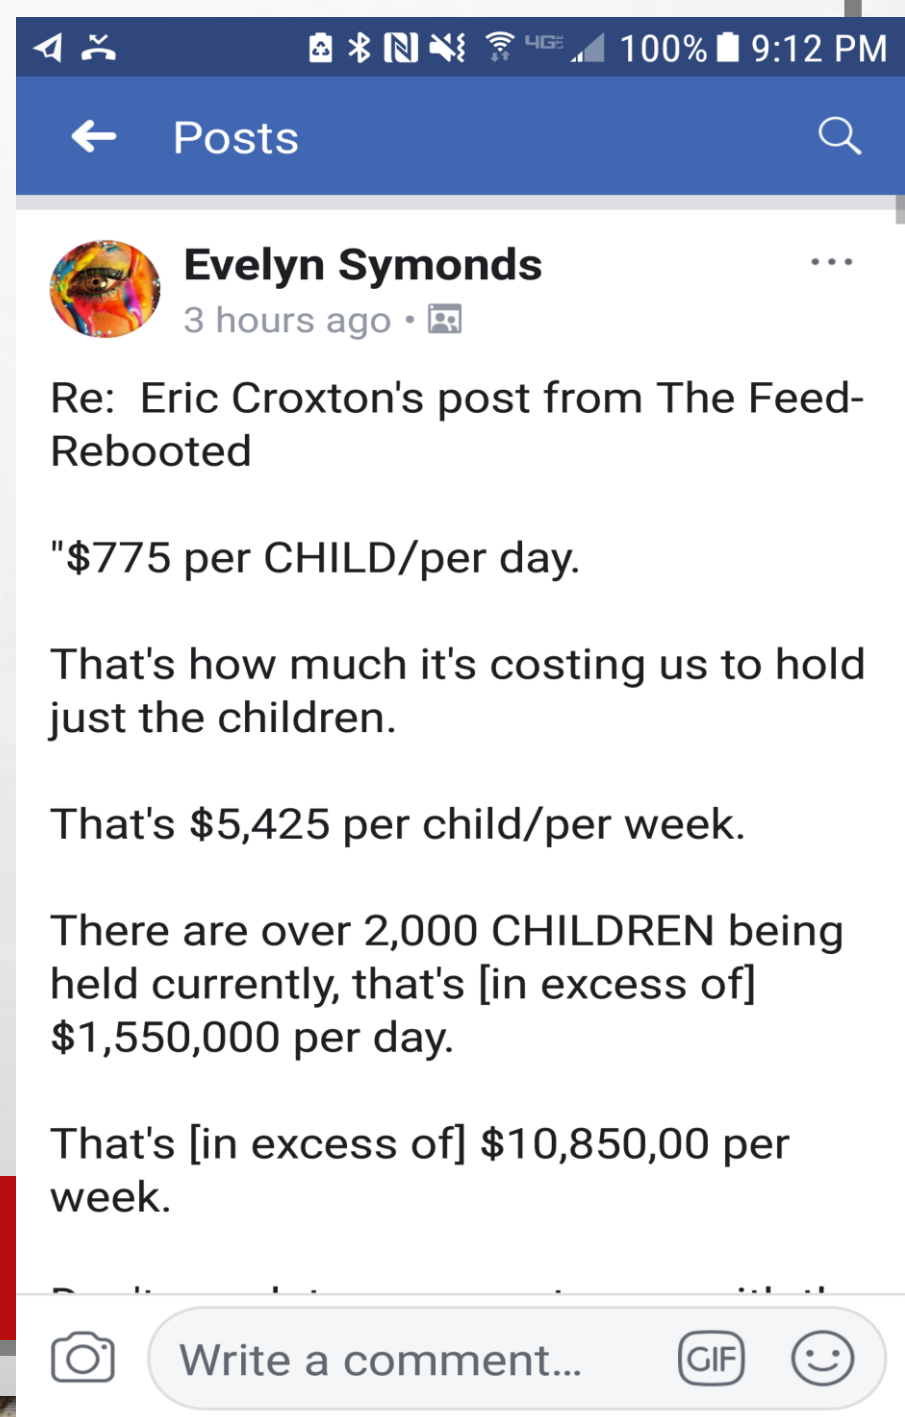 4GE 100% 9:12 PM
Posts
Evelyn Symonds
3 hours ago •
Re: Eric Croxton's post from The Feed-
Rebooted
"$775 per CHILD/per day.
That's how much it's costing us to hold
just the children.
That's $5,425 per child/per week.
There are over 2,000 CHILDREN being
held currently, that's [in excess of]
$1,550,000 per day.
That's [in excess of] $10,850,00 per
week.
Write a comment...
GIF